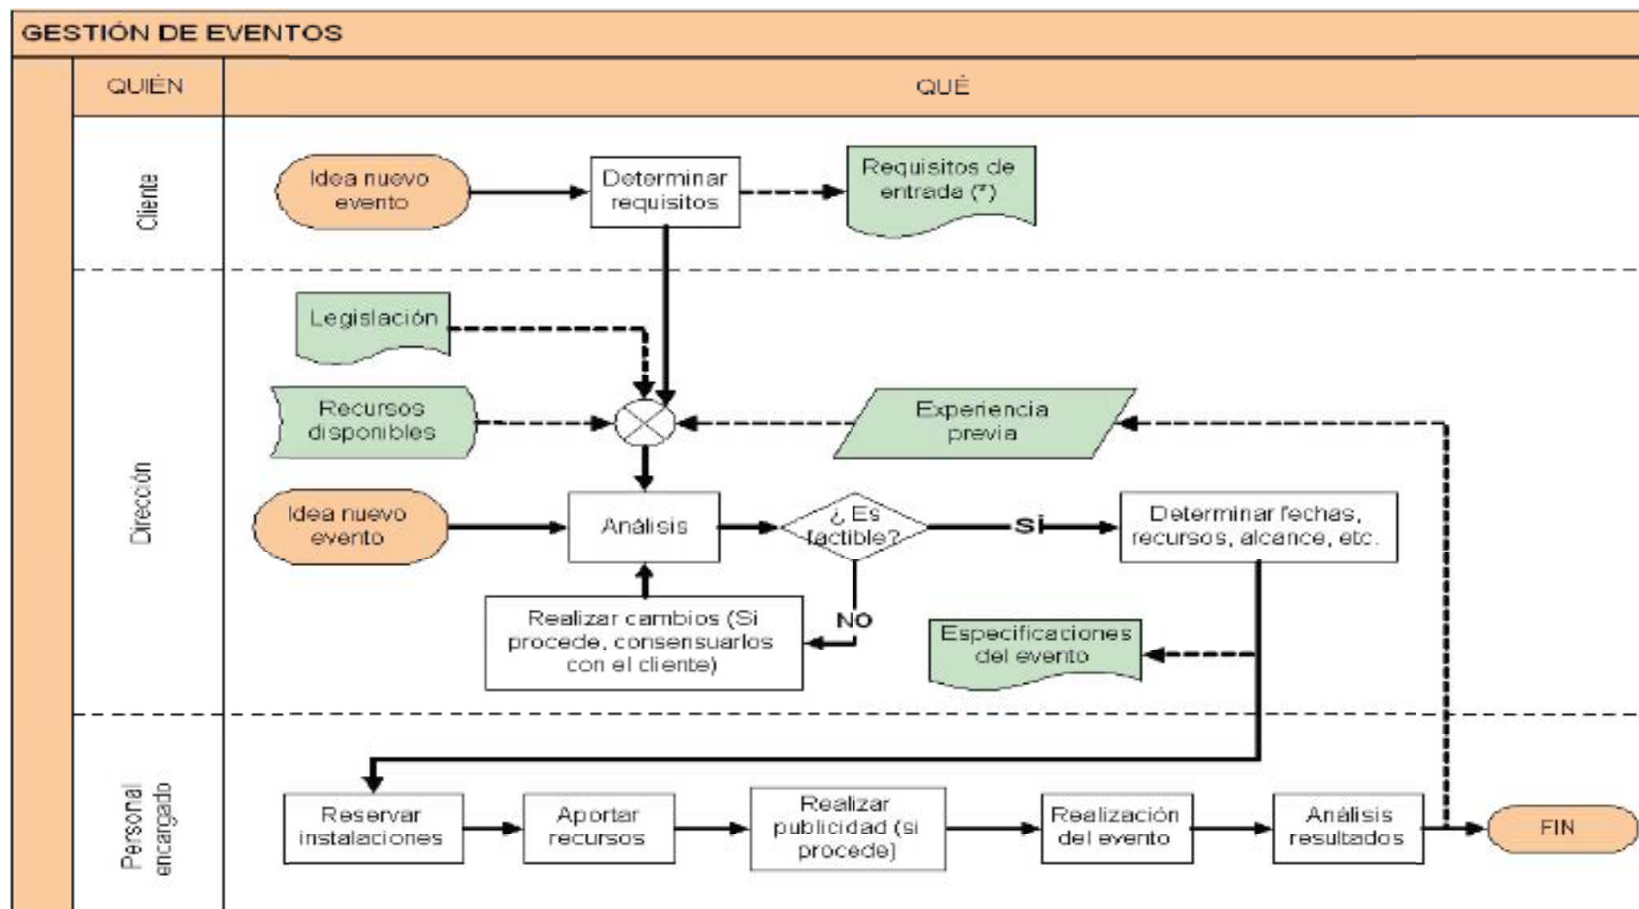 GESTIÓN DE EVENTOS
QUIÉN
QUÉ
Cliente
Idea nuevo
evento
Determinar
requisitos
Requisitos de
entrada (*)
Dirección
Legislación
Recursos
disponibles
Experiencia
previa
Idea nuevo
evento
Análisis
¿ Es
factible?
Si
Determinar fechas,
recursos, alcance, etc.
NO
Realizar cambios (Si
procede, consensuarlos
con el cliente)
Especificaciones
del evento
Personal
encargado
Reservar
instalaciones
Aportar
recursos
Realizar
publicidad (si
procede)
Realización
del evento
Análisis
resultados
FIN